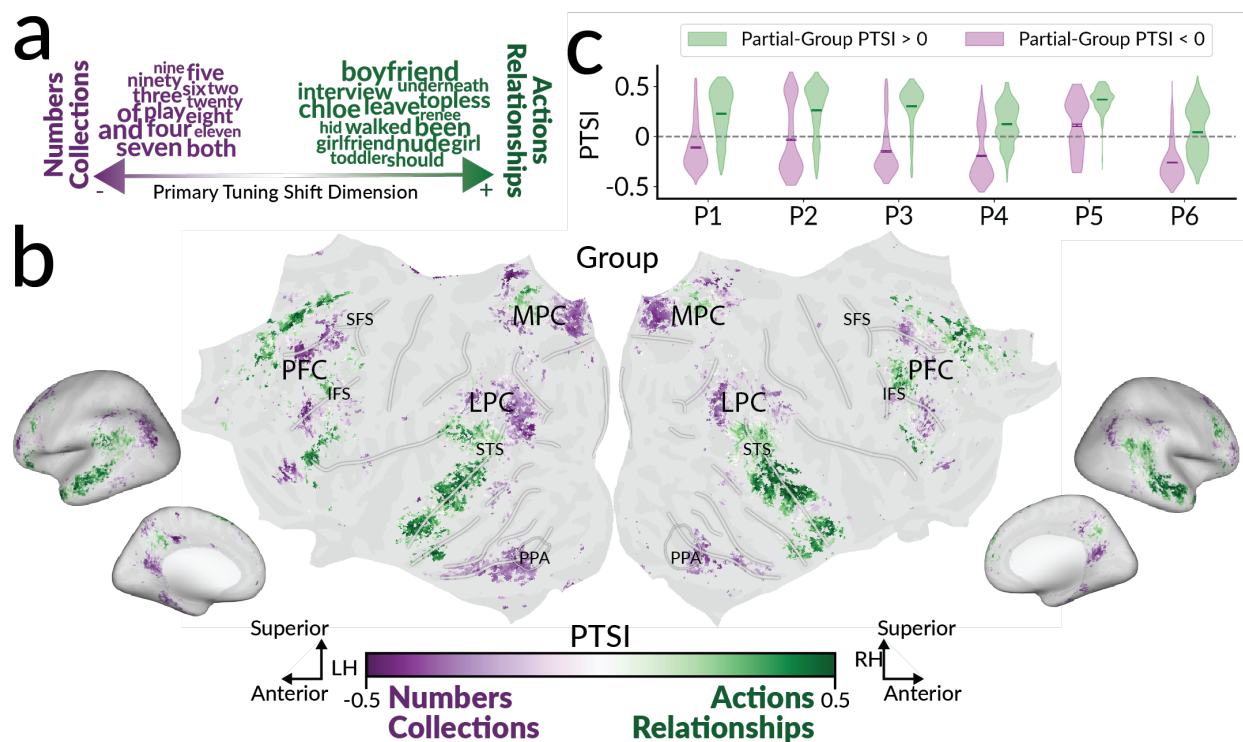 a
Numbers
Collections
nine five
ninety six two
three twenty
of play eight
and four eleven
seven both
boyfriend
interview underneath
chloe leave topless
renee
hid walked been
girlfriend nude girl
toddler should
Actions
Relationships
-
Primary Tuning Shift Dimension
+
c
Partial-Group PTSI > 0
Partial-Group PTSI < 0
PTSI
0.5
0
-0.5
P1 P2 P3 P4 P5 P6
b
Group
SFS MPC MPC SFS
PFC PFC
IFS LPC LPC IFS
STS STS
PPA PPA
Superior
Anterior
PTSI
LH
RH
-0.5
0.5
Numbers
Collections
Actions
Relationships
Superior
Anterior